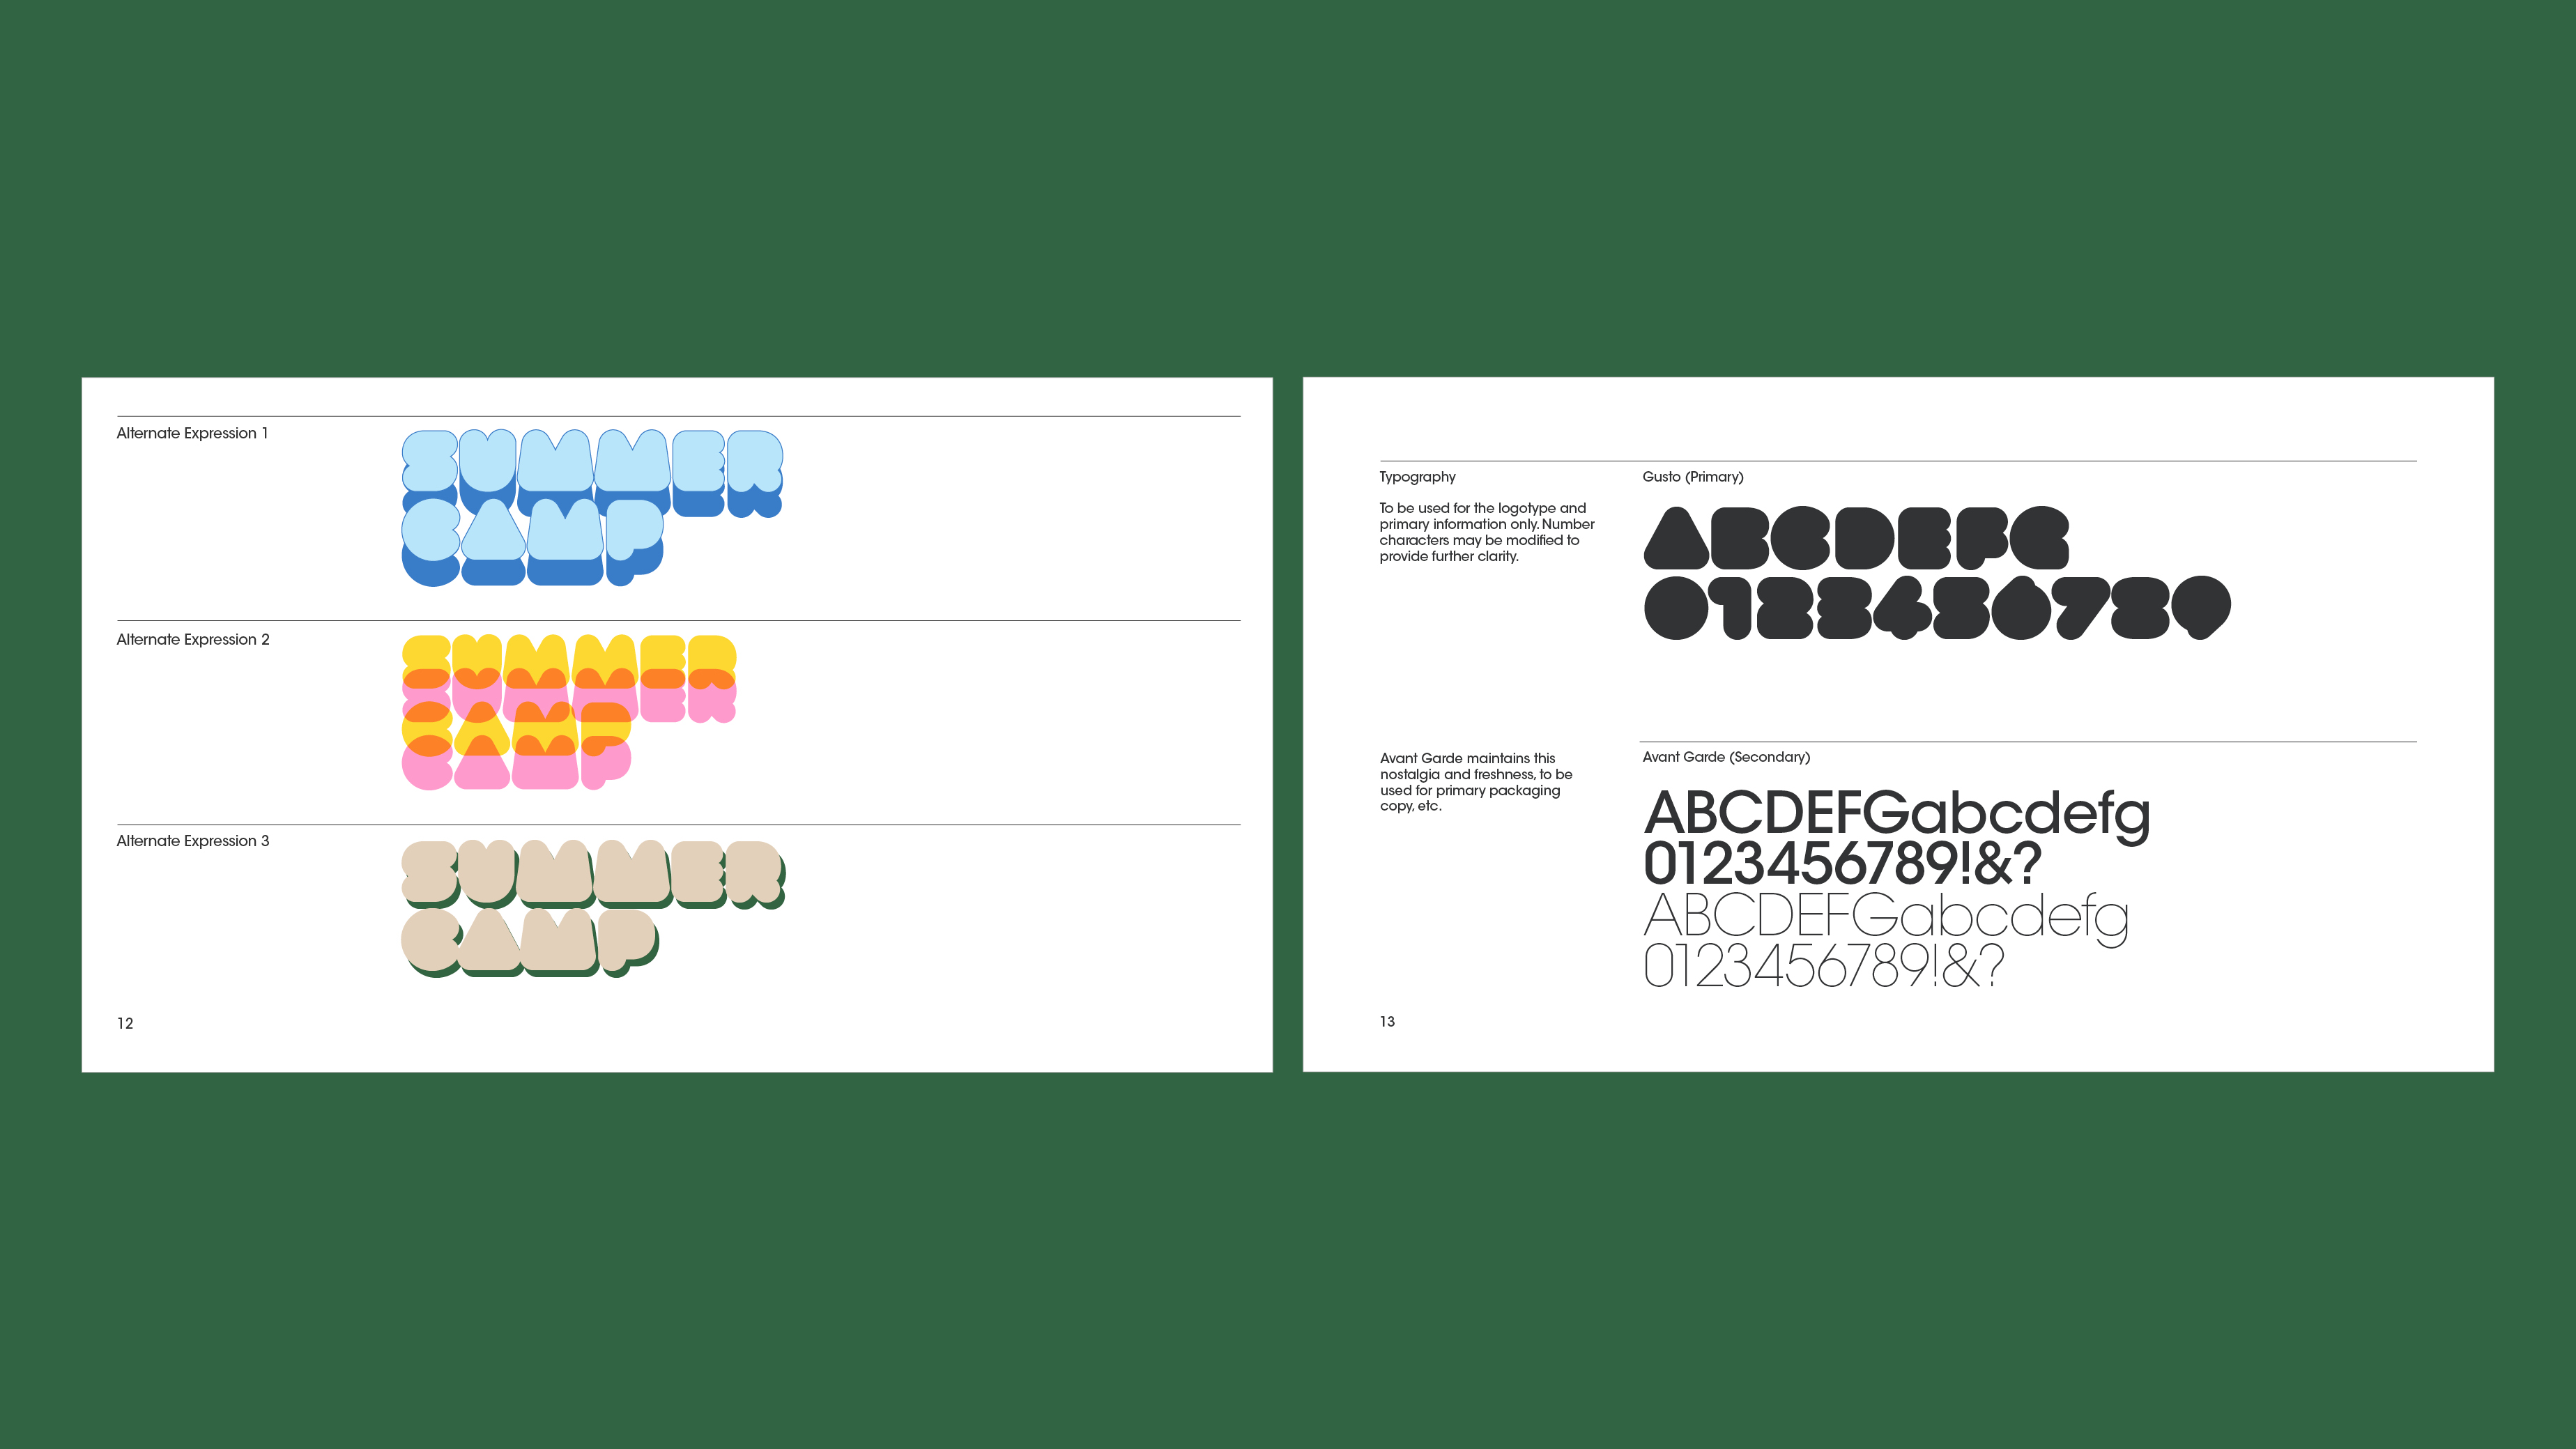 Alternate Expression 1
SUMMER
CAMP
Alternate Expression 2
SUMMER
SUMMER
CAMP
CAMP
Alternate Expression 3
SUMMER
CAMP
12
Typography
To be used for the logotype and
primary information only. Number
characters may be modified to
provide further clarity.
Gusto (Primary)
ABCDEFG
0123456789
Avant Garde maintains this
nostalgia and freshness, to be
used for primary packaging
copy, etc.
Avant Garde (Secondary)
ABCDEFGabcdefg
0123456789!&?
ABCDEFGabcdefg
0123456789!&?
13